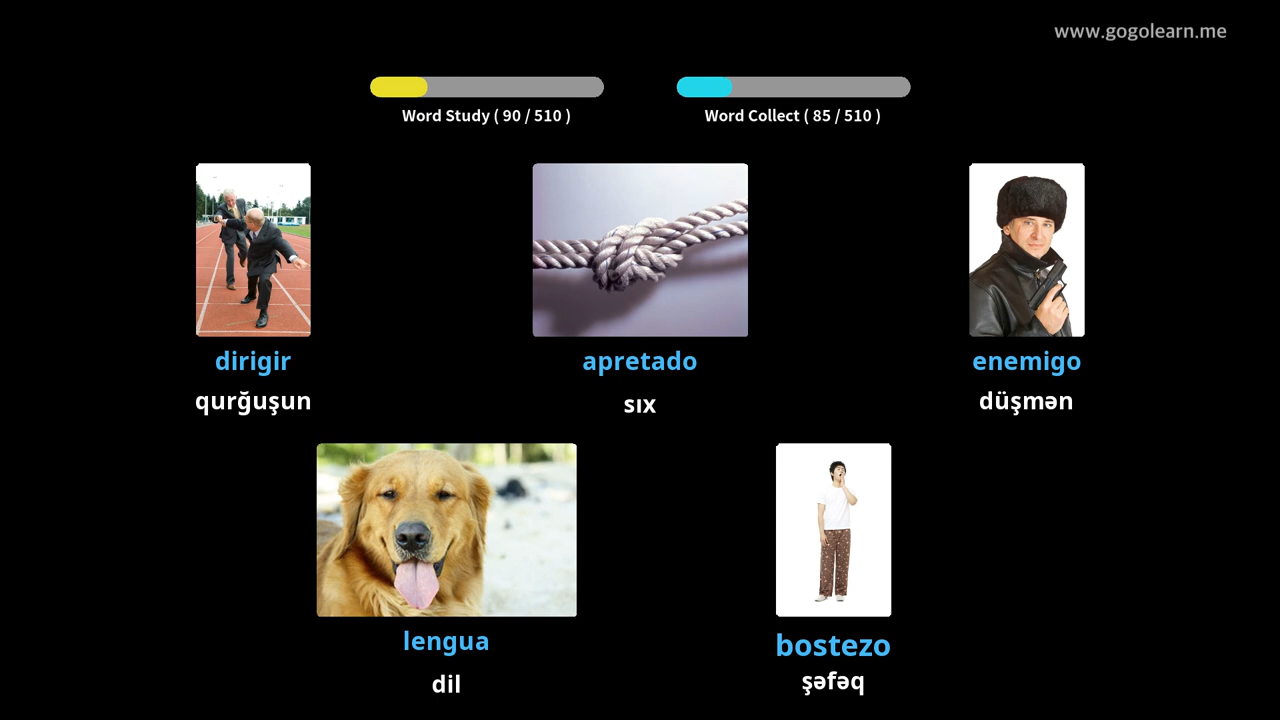 www.gogolearn.me
Word Study ( 90 / 510 )
Word Collect ( 85 / 510 )
dirigir
qurğuşun
apretado
sıx
enemigo
düşmən
lengua
dil
bostezo
şəfəq